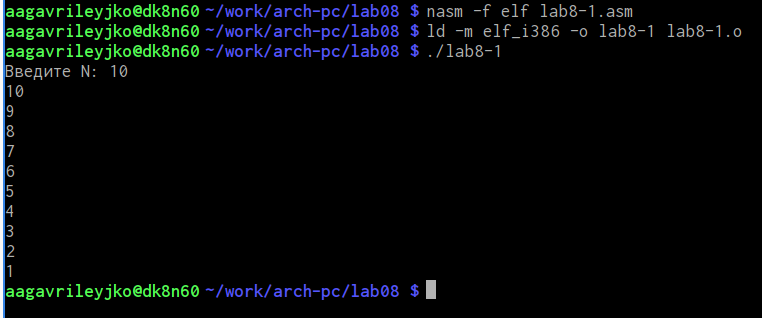 aagavrileyjko@dk8n60 ~/work/arch-pc/lab08 $ nasm -f elf lab8-1.asm
aagavrileyjko@dk8n60 ~/work/arch-pc/lab08 $ ld -m elf_i386 -o lab8-1 lab8-1.o
aagavrileyjko@dk8n60 ~/work/arch-pc/lab08 $ ./lab8-1
Введите N: 10
10
9
8
7
6
5
4
3
2
1
aagavrileyjko@dk8n60 ~/work/arch-pc/lab08 $